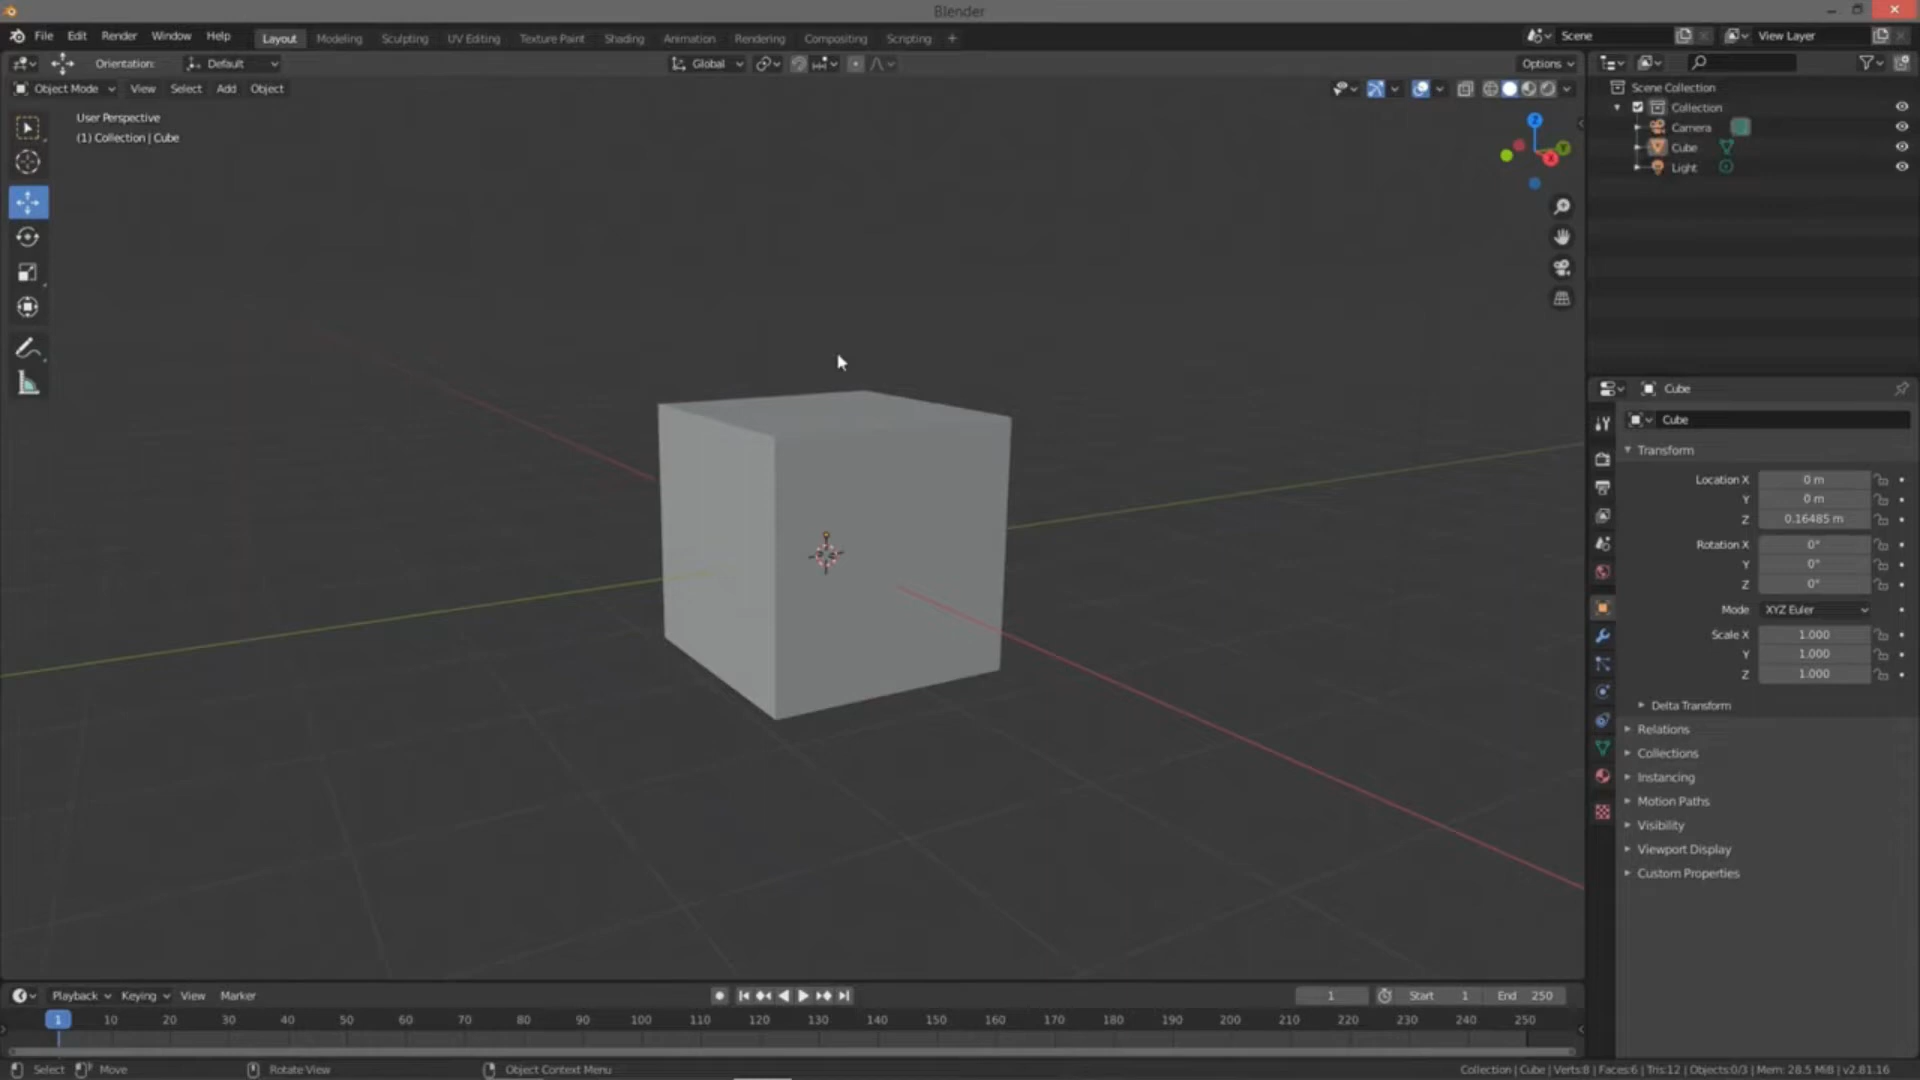 Blender
File Edit Render Window Help Layout Modeling Sculpting UV Editing Texture Paint Shading Animation Rendering Compositing Scripting + Scene View Layer
Orientation: Default Global Options
Object Mode View Select Add Object
User Perspective
(1) Collection | Cube
Z
Y
X
Scene Collection
Collection
Camera
Cube
Light
Cube
Cube
Transform
Location X 0 m
Y 0 m
Z 0.16485 m
Rotation X 0°
Y 0°
Z 0°
Mode XYZ Euler
Scale X 1.000
Y 1.000
Z 1.000
Delta Transform
Relations
Collections
Instancing
Motion Paths
Visibility
Viewport Display
Custom Properties
Playback Keying View Marker 1 Start 1 End 250
1 10 20 30 40 50 60 70 80 90 100 110 120 130 140 150 160 170 180 190 200 210 220 230 240 250
Select Move Rotate View Object Context Menu Collection | Cube | Verts:8 | Faces:6 | Tris:12 | Objects:0/3 | Mem: 28.5 MiB | v2.81.16